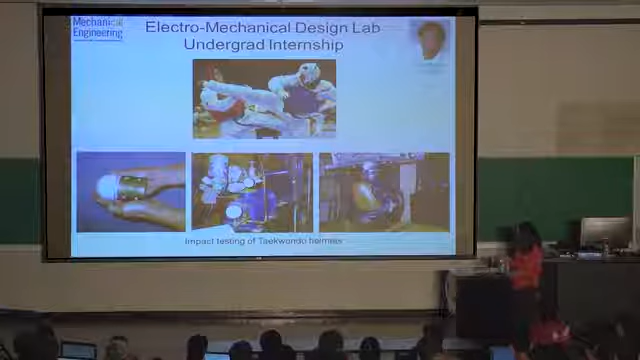 Mechanical
Engineering
Electro-Mechanical Design Lab
Undergrad Internship
Impact testing of Taekwondo helmets